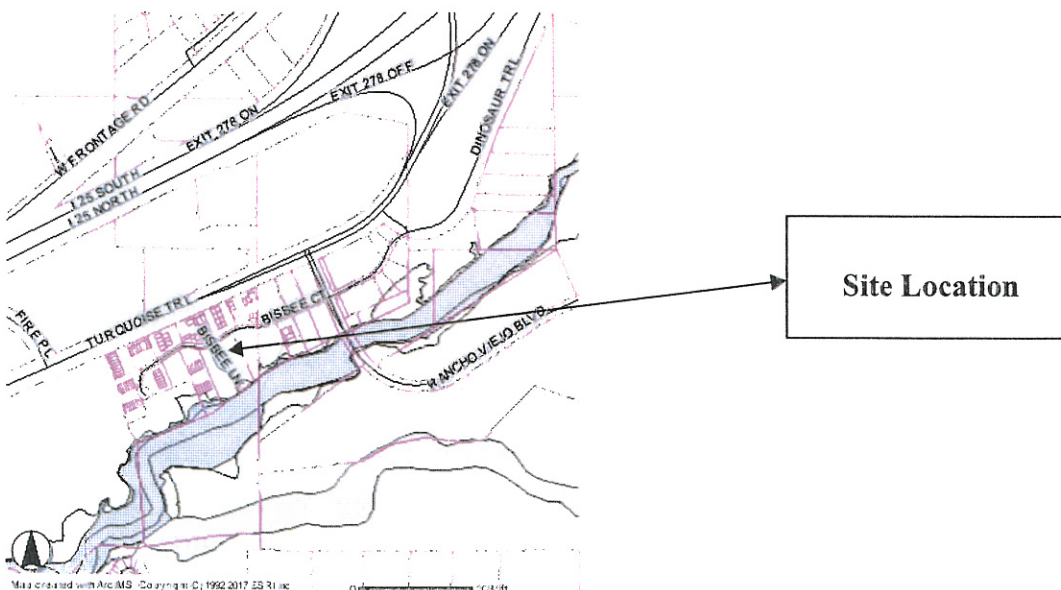 W FRONTAGE RD
EXIT 278 ON
EXIT 278 OFF
EXIT 278 ON
DINOSAUR TRL
I 25 SOUTH
I 25 NORTH
TURQUOISE TRL
BISBEE CT
BISBEE LN
FIRE PL
RANCHO VIEJO BLVD
Site Location
Map created with ArcIMS - Copyright (C) 1992-2017 ESRI Inc
0